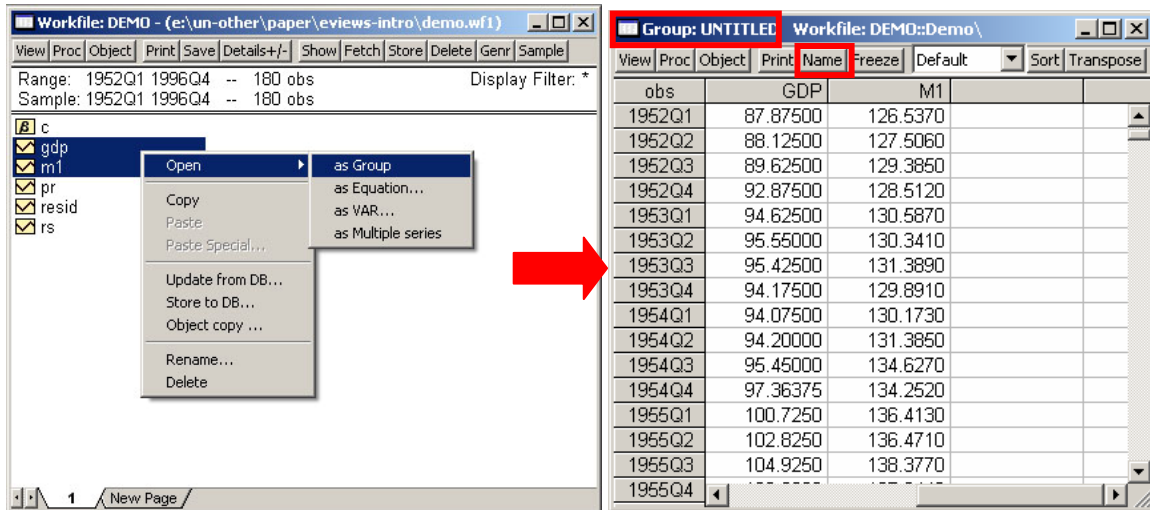 Workfile: DEMO - (e:\un-other\paper\eviews-intro\demo.wf1)
View Proc Object Print Save Details+/- Show Fetch Store Delete Genr Sample
Range: 1952Q1 1996Q4 -- 180 obs Display Filter: *
Sample: 1952Q1 1996Q4 -- 180 obs
c
gdp
m1
pr
resid
rs
Open
Copy
Paste
Paste Special...
Update from DB...
Store to DB...
Object copy ...
Rename...
Delete
as Group
as Equation...
as VAR...
as Multiple series
1 New Page
Group: UNTITLED Workfile: DEMO::Demo\
View Proc Object Print Name Freeze Default Sort Transpose
obs GDP M1
1952Q1 87.87500 126.5370
1952Q2 88.12500 127.5060
1952Q3 89.62500 129.3850
1952Q4 92.87500 128.5120
1953Q1 94.62500 130.5870
1953Q2 95.55000 130.3410
1953Q3 95.42500 131.3890
1953Q4 94.17500 129.8910
1954Q1 94.07500 130.1730
1954Q2 94.20000 131.3850
1954Q3 95.45000 134.6270
1954Q4 97.36375 134.2520
1955Q1 100.7250 136.4130
1955Q2 102.8250 136.4710
1955Q3 104.9250 138.3770
1955Q4